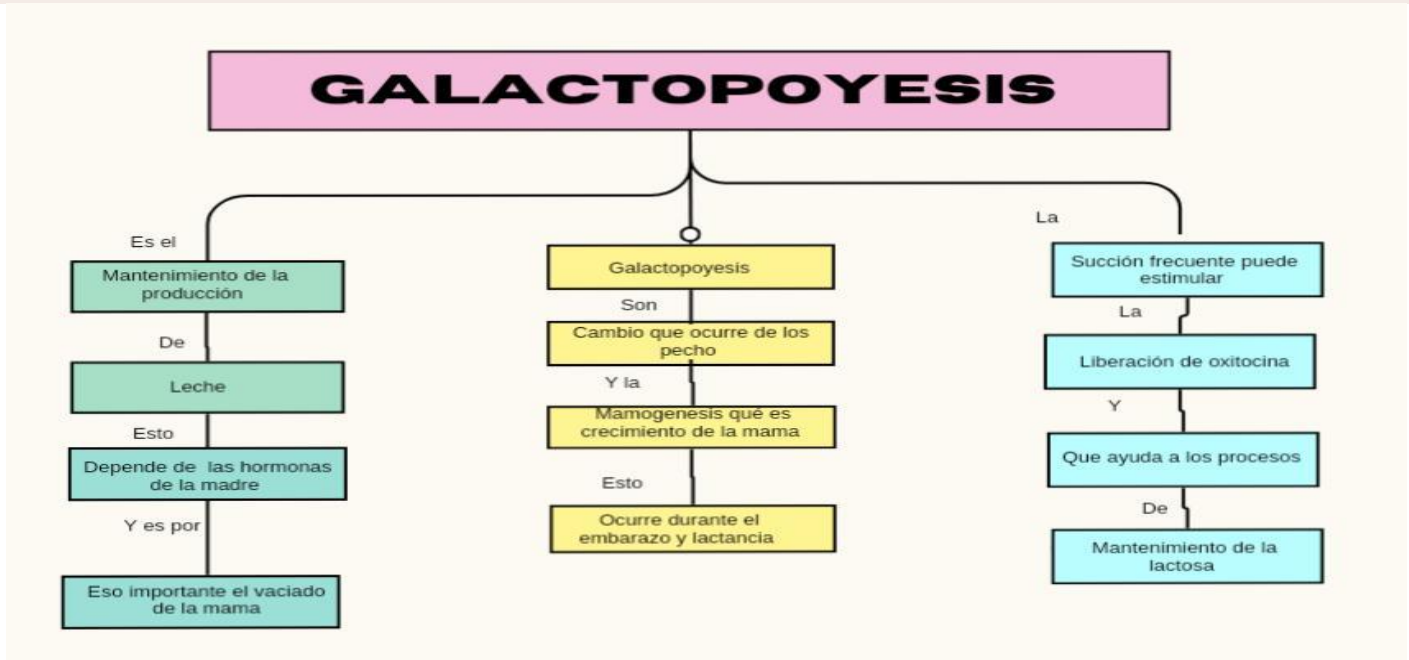 GALACTOPOYESIS
Es el
Mantenimiento de la
producción
De
Leche
Esto
Depende de las hormonas
de la madre
Y es por
Eso importante el vaciado
de la mama
Galactopoyesis
Son
Cambio que ocurre de los
pecho
Y la
Mamogenesis qué es
crecimiento de la mama
Esto
Ocurre durante el
embarazo y lactancia
La
Succión frecuente puede
estimular
La
Liberación de oxitocina
Y
Que ayuda a los procesos
De
Mantenimiento de la
lactosa